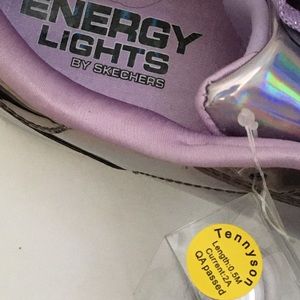 ENERGY
LIGHTS
BY SKECHERS
Tennyson
Length:0.5M
Current:2A
QA passed